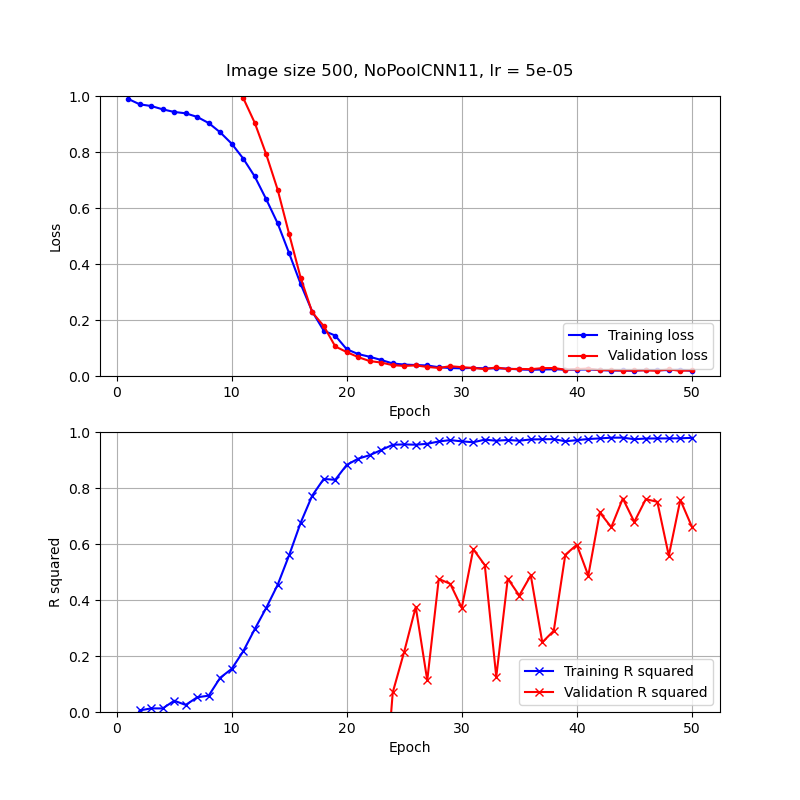 Image size 500, NoPoolCNN11, lr = 5e-05
1.0
0.8
0.6
0.4
0.2
0.0
Loss
0 10 20 30 40 50
Epoch
Training loss
Validation loss
1.0
0.8
0.6
0.4
0.2
0.0
R squared
0 10 20 30 40 50
Epoch
Training R squared
Validation R squared